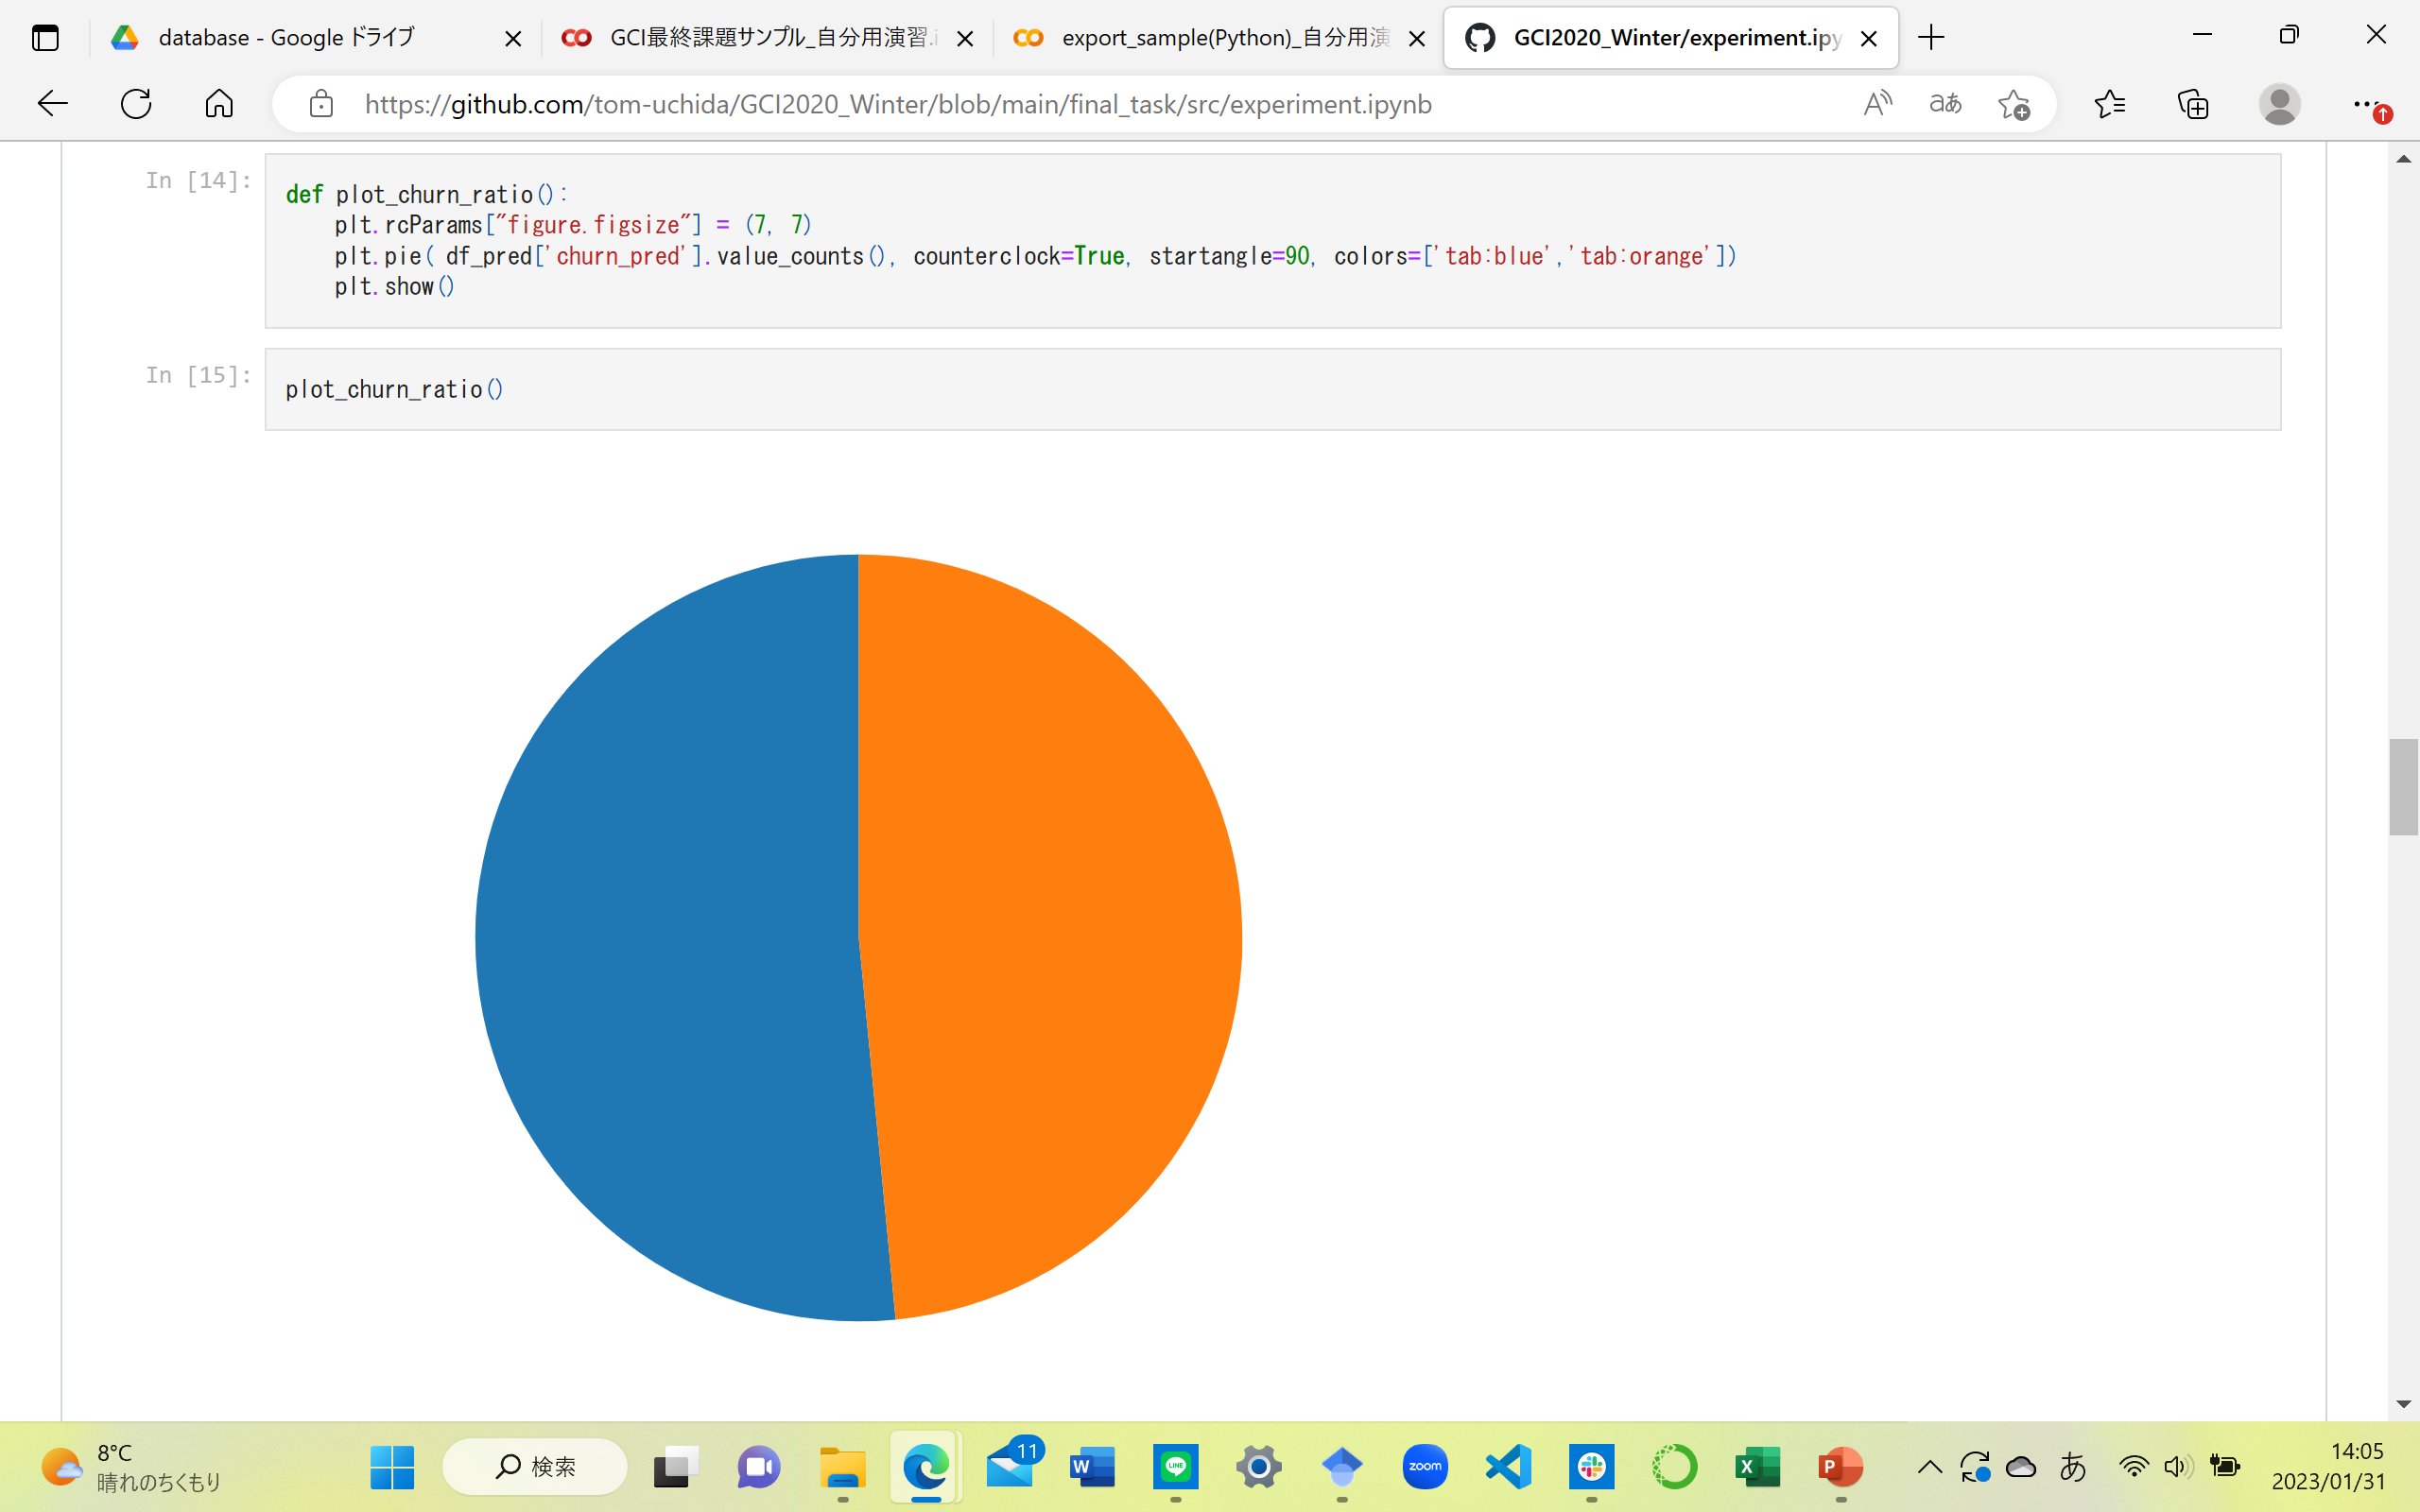 database - Google ドライブ
GCI最終課題サンプル_自分用演習.i
export_sample(Python)_自分用演
GCI2020_Winter/experiment.ipy
https://github.com/tom-uchida/GCI2020_Winter/blob/main/final_task/src/experiment.ipynb
aあ
In [14]:
def plot_churn_ratio():
    plt.rcParams["figure.figsize"] = (7, 7)
    plt.pie( df_pred['churn_pred'].value_counts(), counterclock=True, startangle=90, colors=['tab:blue','tab:orange'])
    plt.show()
In [15]:
plot_churn_ratio()
8°C
晴れのちくもり
検索
11
W
LINE
zoom
X
P
あ
14:05
2023/01/31